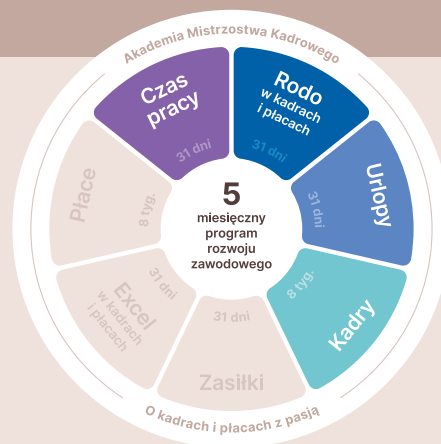 Akademia Mistrzostwa Kadrowego
Czas
pracy
31 dni
Rodo
w kadrach
i płacach
31 dni
Urlopy
31 dni
Kadry
8 tyg.
Zasiłki
31 dni
Excel
w kadrach
i płacach
31 dni
Płace
8 tyg.
5
miesięczny
program
rozwoju
zawodowego
O kadrach i płacach z pasją